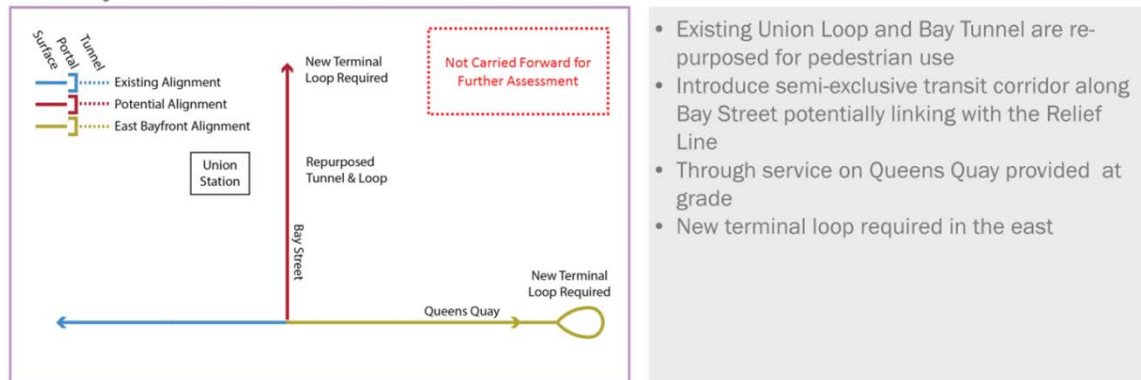 Surface
Portal
Tunnel
Existing Alignment
Potential Alignment
East Bayfront Alignment
New Terminal
Loop Required
Not Carried Forward for
Further Assessment
Union
Station
Repurposed
Tunnel & Loop
Bay Street
New Terminal
Loop Required
Queens Quay
• Existing Union Loop and Bay Tunnel are re-
purposed for pedestrian use
• Introduce semi-exclusive transit corridor along
Bay Street potentially linking with the Relief
Line
• Through service on Queens Quay provided at
grade
• New terminal loop required in the east